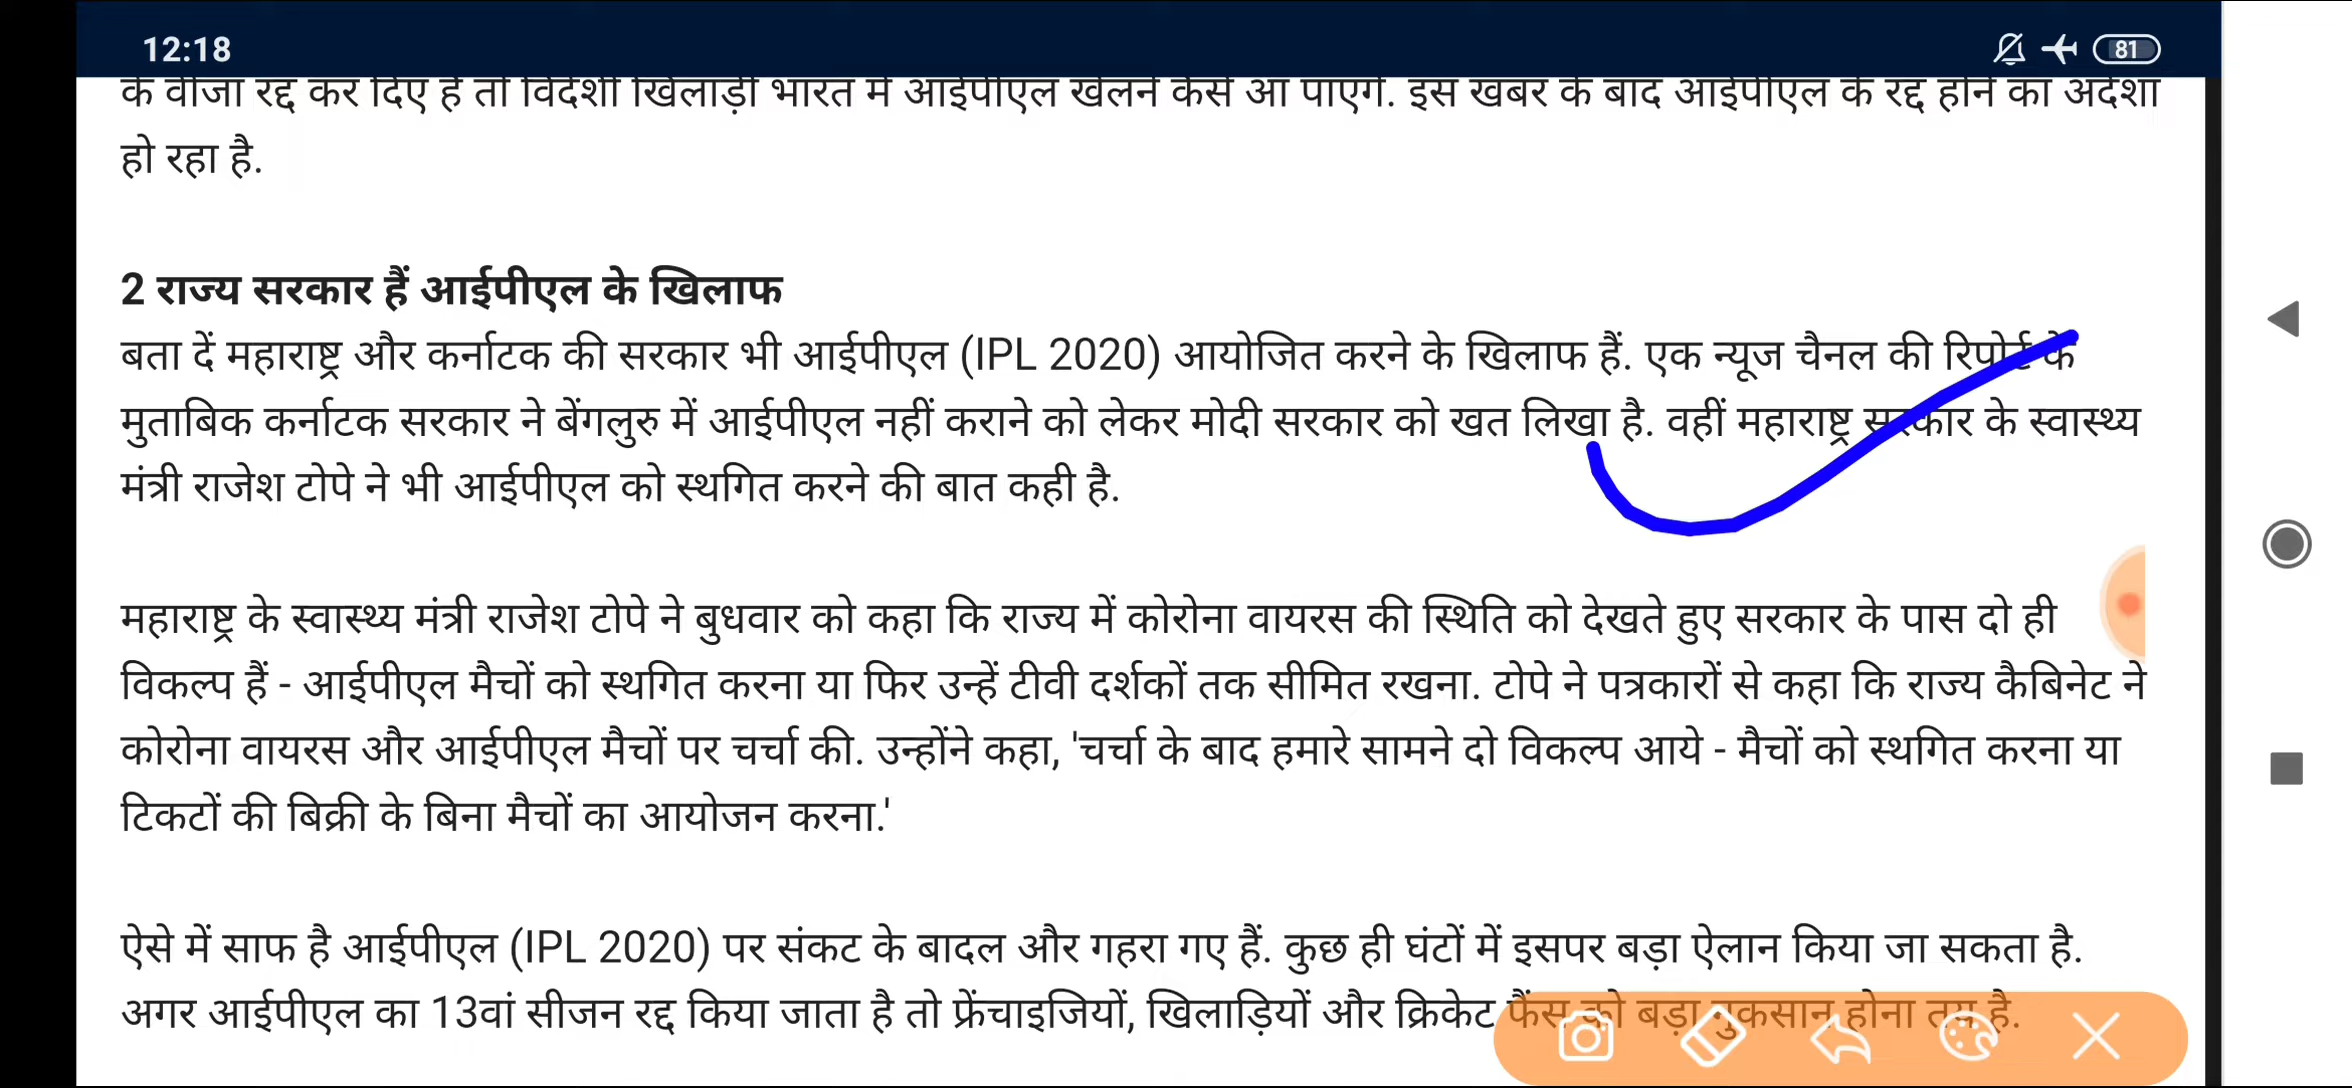 12:18
81
के वीजा रद्द कर दिए हैं तो विदेशी खिलाड़ी भारत में आईपीएल खेलने कैसे आ पाएंगे. इस खबर के बाद आईपीएल के रद्द होने का अंदेशा
हो रहा है.
2 राज्य सरकार हैं आईपीएल के खिलाफ
बता दें महाराष्ट्र और कर्नाटक की सरकार भी आईपीएल (IPL 2020) आयोजित करने के खिलाफ हैं. एक न्यूज चैनल की रिपोर्ट के
मुताबिक कर्नाटक सरकार ने बेंगलुरु में आईपीएल नहीं कराने को लेकर मोदी सरकार को खत लिखा है. वहीं महाराष्ट्र सरकार के स्वास्थ्य
मंत्री राजेश टोपे ने भी आईपीएल को स्थगित करने की बात कही है.
महाराष्ट्र के स्वास्थ्य मंत्री राजेश टोपे ने बुधवार को कहा कि राज्य में कोरोना वायरस की स्थिति को देखते हुए सरकार के पास दो ही
विकल्प हैं - आईपीएल मैचों को स्थगित करना या फिर उन्हें टीवी दर्शकों तक सीमित रखना. टोपे ने पत्रकारों से कहा कि राज्य कैबिनेट ने
कोरोना वायरस और आईपीएल मैचों पर चर्चा की. उन्होंने कहा, 'चर्चा के बाद हमारे सामने दो विकल्प आये - मैचों को स्थगित करना या
टिकटों की बिक्री के बिना मैचों का आयोजन करना.'
ऐसे में साफ है आईपीएल (IPL 2020) पर संकट के बादल और गहरा गए हैं. कुछ ही घंटों में इसपर बड़ा ऐलान किया जा सकता है.
अगर आईपीएल का 13वां सीजन रद्द किया जाता है तो फ्रेंचाइजियों, खिलाड़ियों और क्रिकेट फैंस को बड़ा नुकसान होना तय है.